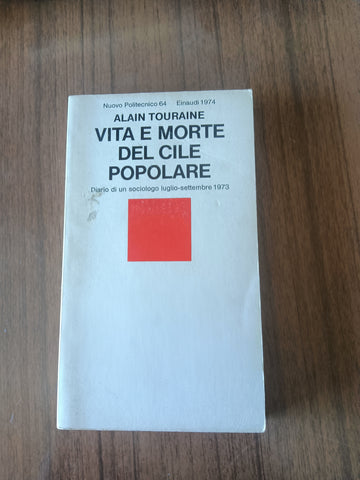 Nuovo Politecnico 64 Einaudi 1974
ALAIN TOURAINE
VITA E MORTE
DEL CILE
POPOLARE
Diario di un sociologo luglio-settembre 1973